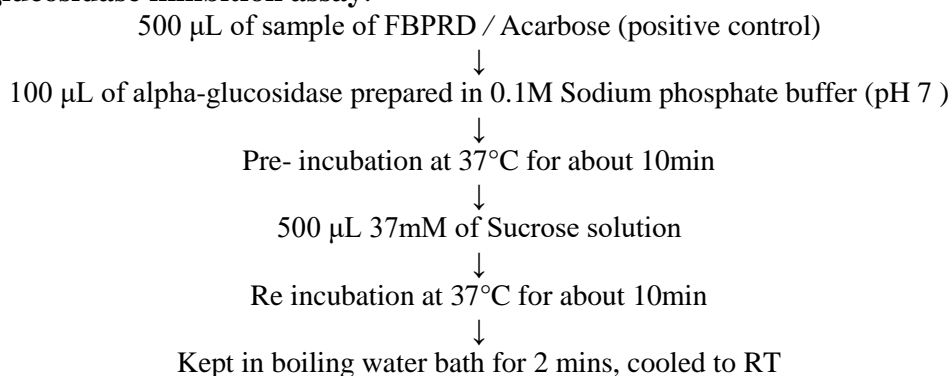 glucosidase inhibition assay:
500 μL of sample of FBPRD / Acarbose (positive control)
↓
100 μL of alpha-glucosidase prepared in 0.1M Sodium phosphate buffer (pH 7 )
↓
Pre- incubation at 37°C for about 10min
↓
500 μL 37mM of Sucrose solution
↓
Re incubation at 37°C for about 10min
↓
Kept in boiling water bath for 2 mins, cooled to RT